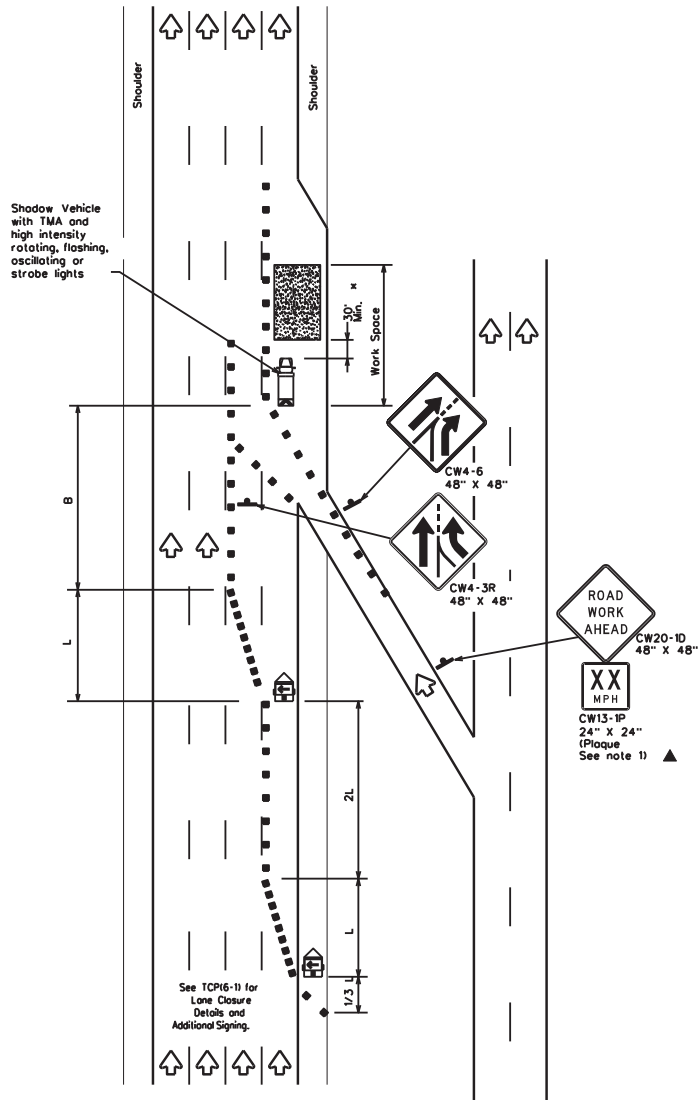 Shoulder
Shoulder
Shadow Vehicle
with TMA and
high intensity
rotating, flashing,
oscillating or
strobe lights
30'
Min.
x
Work Space
CW4-6
48" X 48"
B
CW4-3R
48" X 48"
ROAD
WORK
AHEAD
CW20-1D
48" X 48"
L
XX
MPH
CW13-1P
24" X 24"
(Plaque
See note 1) ▲
2L
L
1/3 L
See TCP(6-1) for
Lane Closure
Details and
Additional Signing.